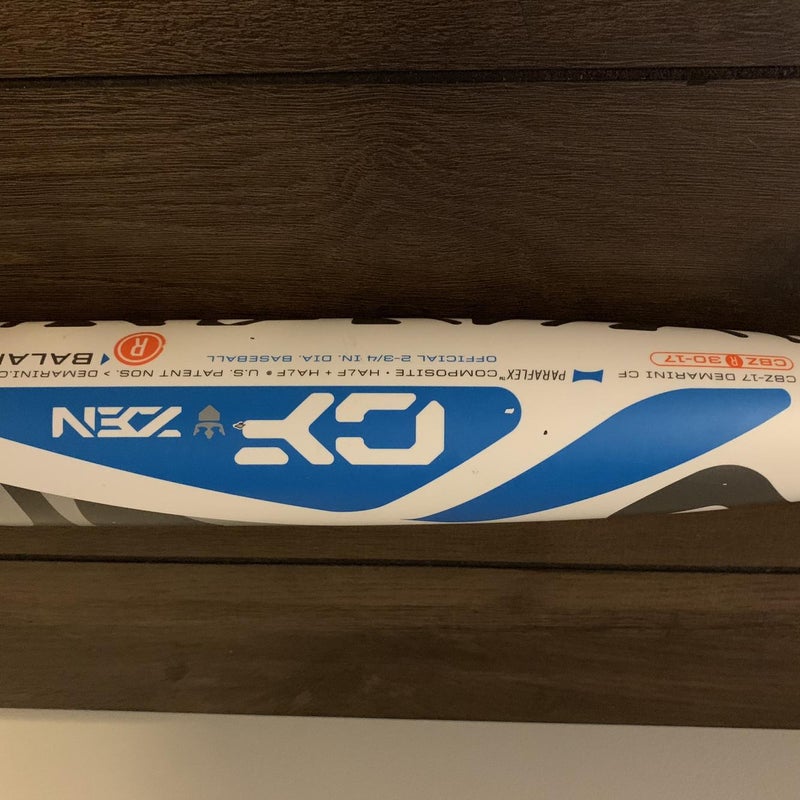 CF ZEN
CBZ-17 DEMARINI CF PARAFLEX™ COMPOSITE • HALF + HALF ® U.S. PATENT NOS. > DEMARINI.C
CBZ R 30-17 OFFICIAL 2-3/4 IN. DIA. BASEBALL R BALA